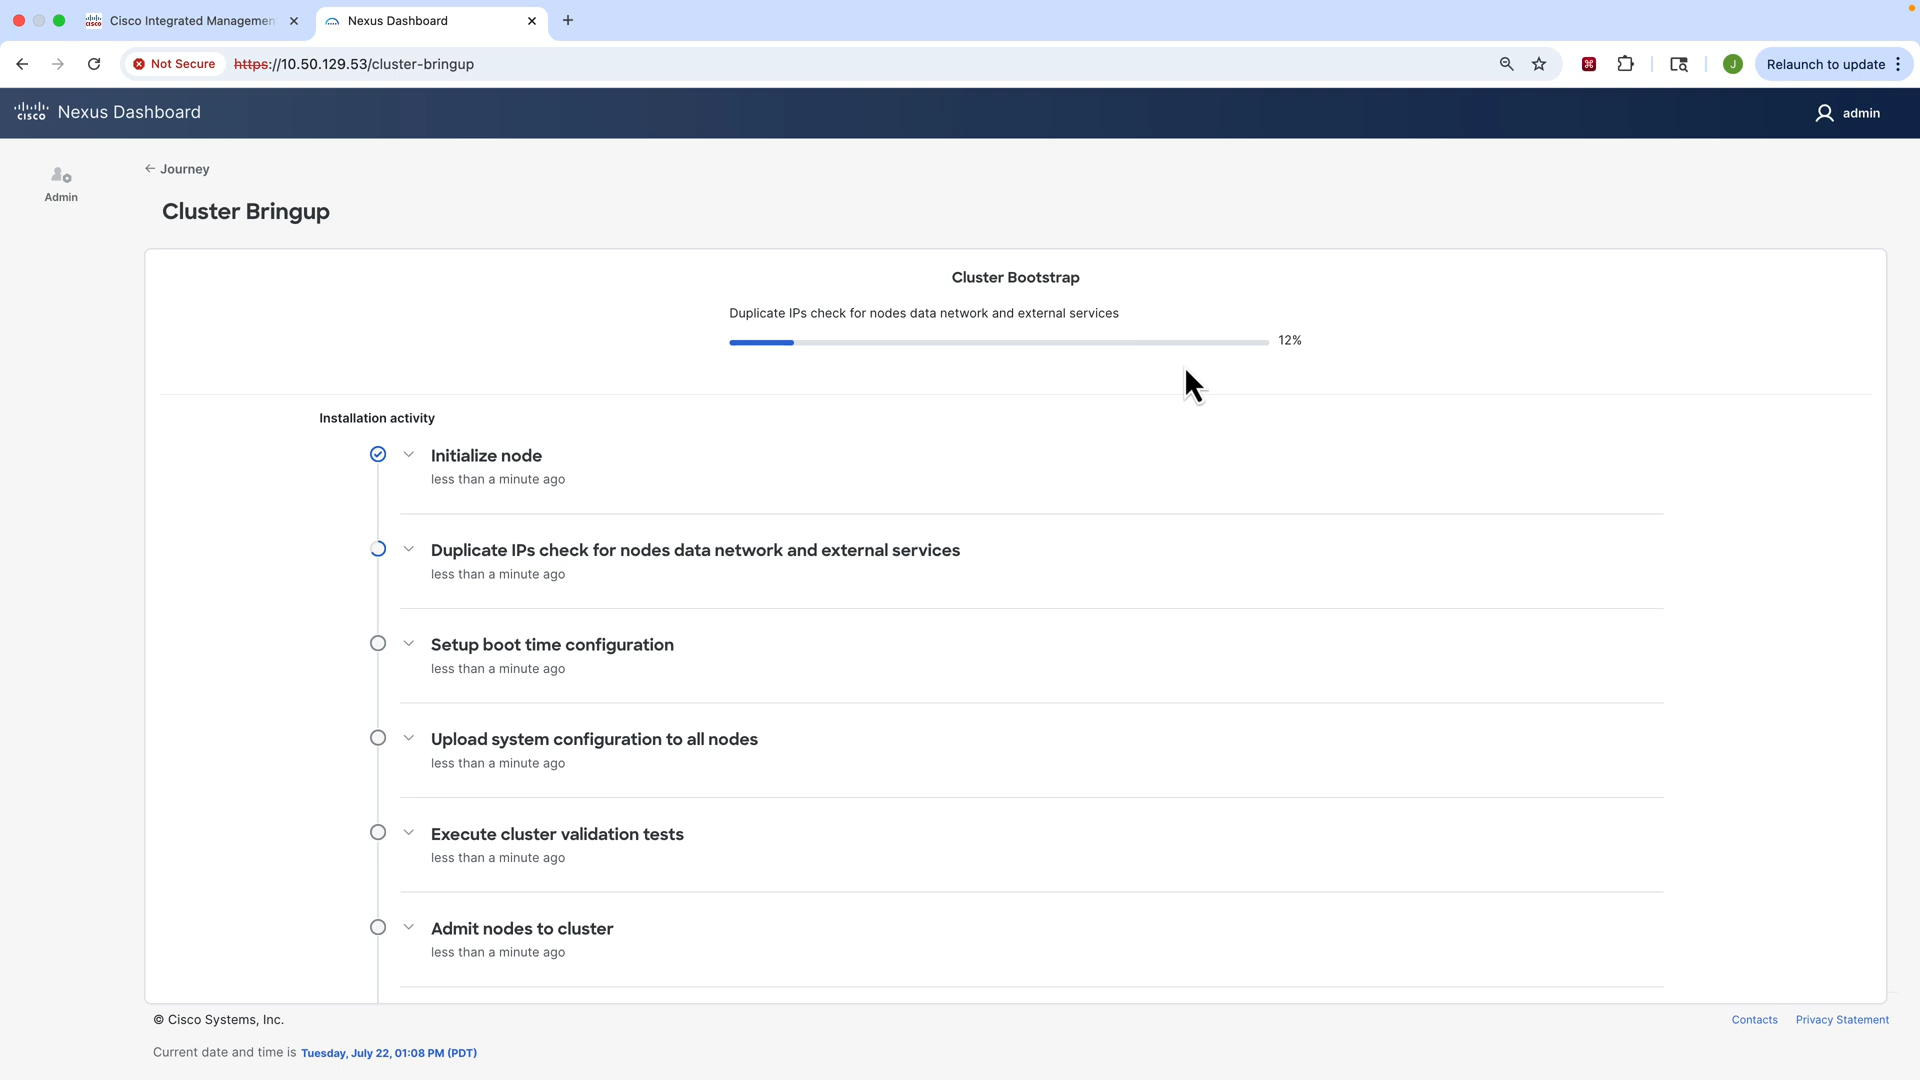 Cisco Integrated Managemen
Nexus Dashboard
Not Secure
https://10.50.129.53/cluster-bringup
J
Relaunch to update
cisco
Nexus Dashboard
admin
Admin
Journey
Cluster Bringup
Cluster Bootstrap
Duplicate IPs check for nodes data network and external services
12%
Installation activity
Initialize node
less than a minute ago
Duplicate IPs check for nodes data network and external services
less than a minute ago
Setup boot time configuration
less than a minute ago
Upload system configuration to all nodes
less than a minute ago
Execute cluster validation tests
less than a minute ago
Admit nodes to cluster
less than a minute ago
© Cisco Systems, Inc.
Contacts
Privacy Statement
Current date and time is Tuesday, July 22, 01:08 PM (PDT)